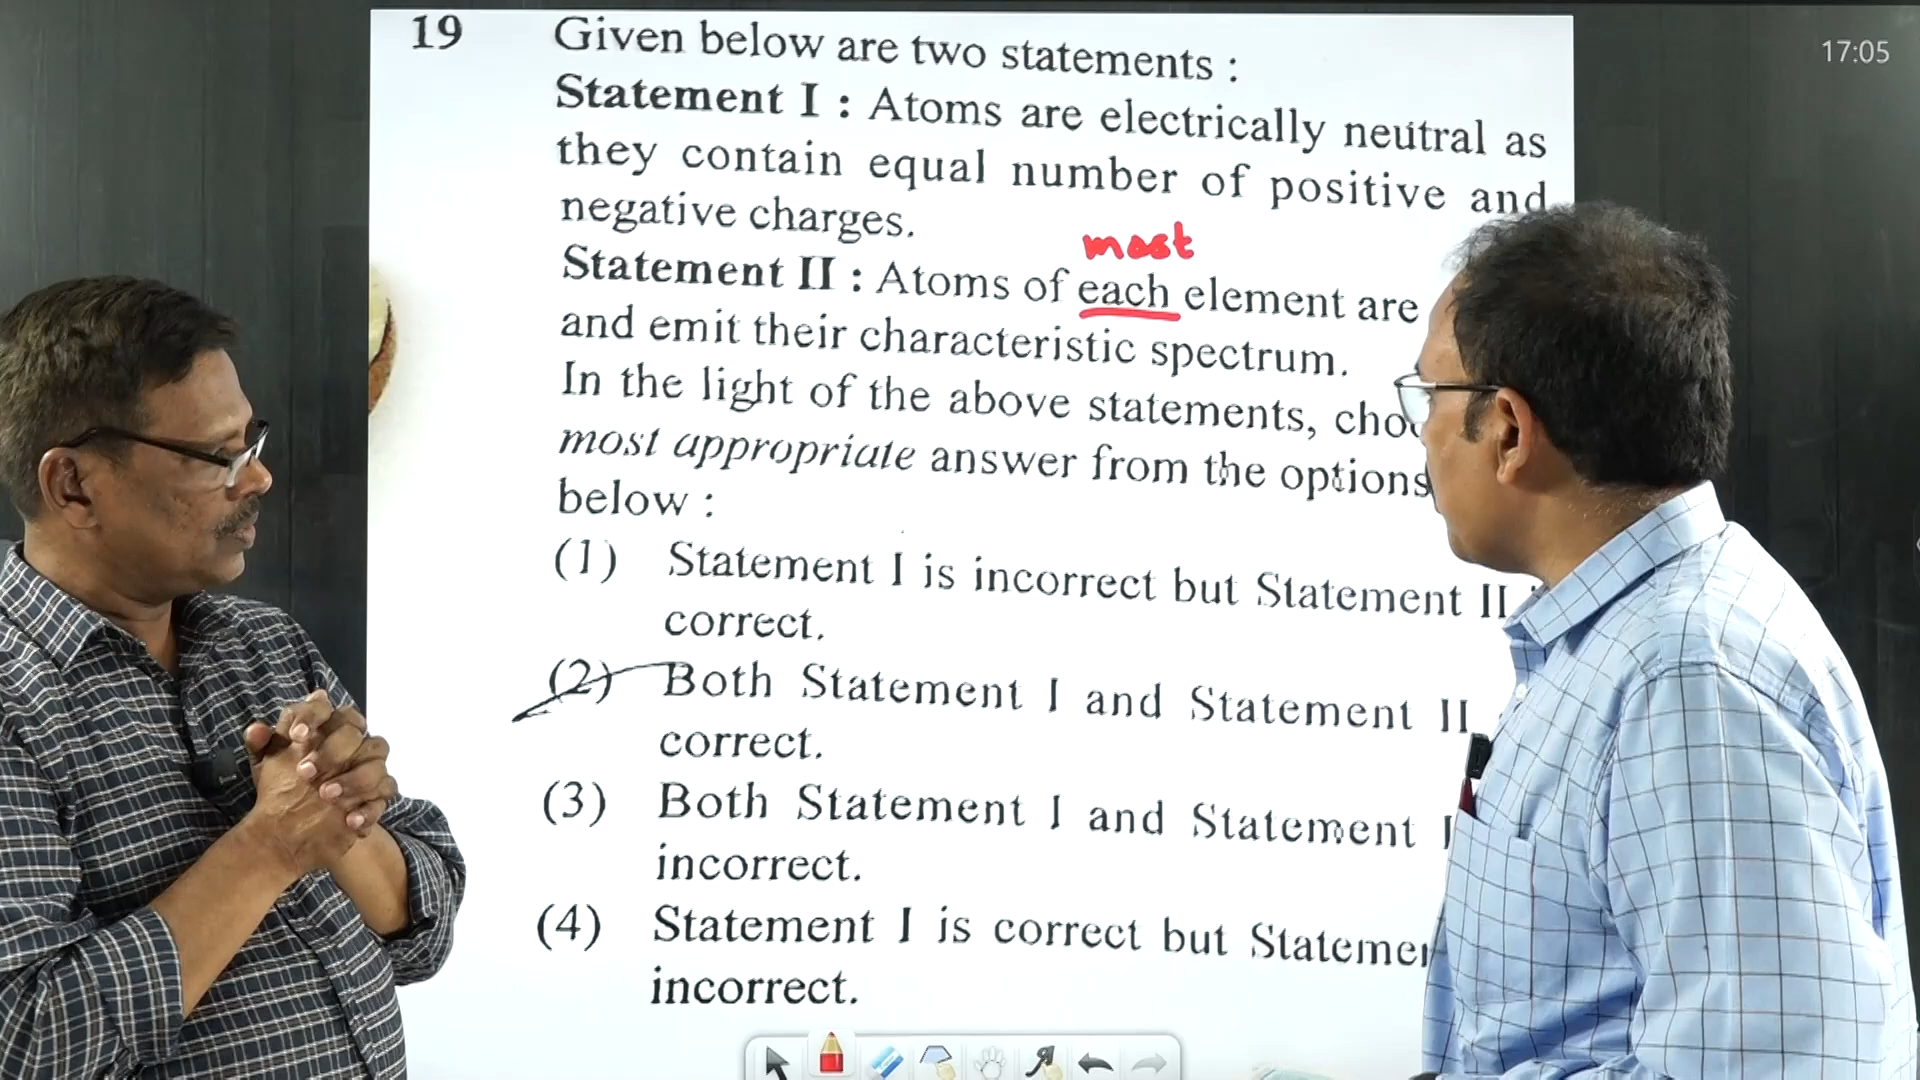 17:05
19 Given below are two statements :
Statement I : Atoms are electrically neutral as
they contain equal number of positive and
negative charges.
most
Statement II : Atoms of each element are
and emit their characteristic spectrum.
In the light of the above statements,
most appropriate answer from the options
below :
(1) Statement I is incorrect but Statement II
correct.
(2) Both Statement I and Statement II
correct.
(3) Both Statement I and Statement
incorrect.
(4) Statement I is correct but
incorrect.